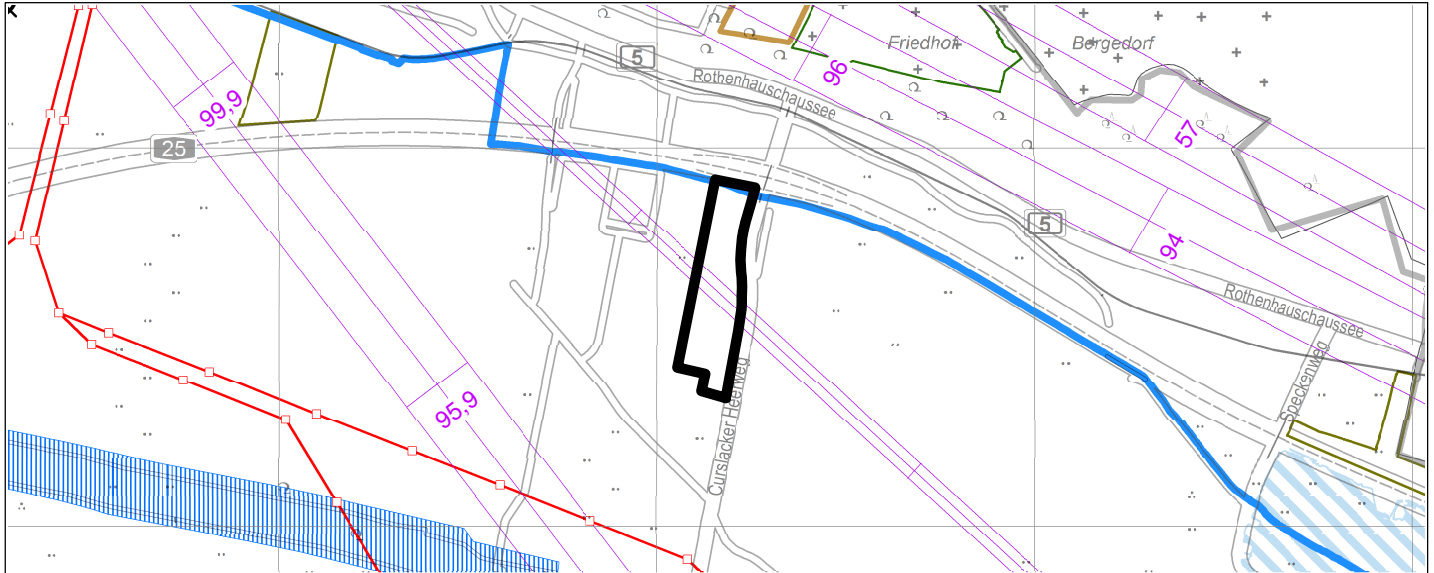 Friedhof
Bergedorf
5
Rothenhauschaussee
96
99,9
57
25
5
94
Rothenhauschaussee
Speckenweg
95,9
Curslacker Heerweg